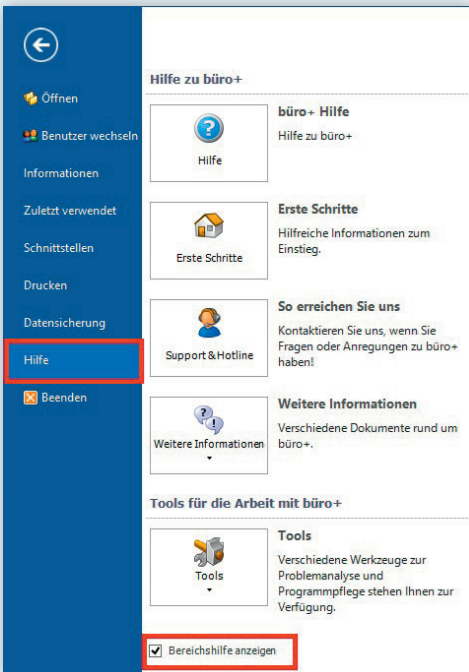 Öffnen
Benutzer wechseln
Informationen
Zuletzt verwendet
Schnittstellen
Drucken
Datensicherung
Hilfe
Beenden
Hilfe zu büro+
Hilfe
büro+ Hilfe
Hilfe zu büro+
Erste Schritte
Erste Schritte
Hilfreiche Informationen zum
Einstieg.
Support & Hotline
So erreichen Sie uns
Kontaktieren Sie uns, wenn Sie
Fragen oder Anregungen zu büro+
haben!
Weitere Informationen
Weitere Informationen
Verschiedene Dokumente rund um
büro+.
Tools für die Arbeit mit büro+
Tools
Tools
Verschiedene Werkzeuge zur
Problemanalyse und
Programmpflege stehen Ihnen zur
Verfügung.
Bereichshilfe anzeigen